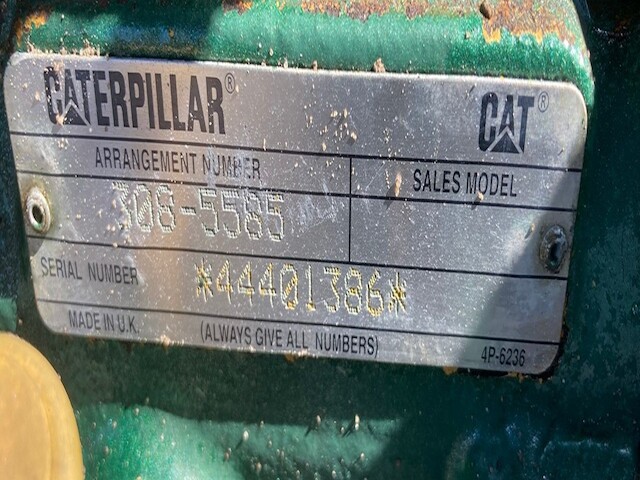 CATERPILLAR® CAT®
ARRANGEMENT NUMBER SALES MODEL
308-5585
SERIAL NUMBER *44401386*
MADE IN U.K. (ALWAYS GIVE ALL NUMBERS) 4P-6236